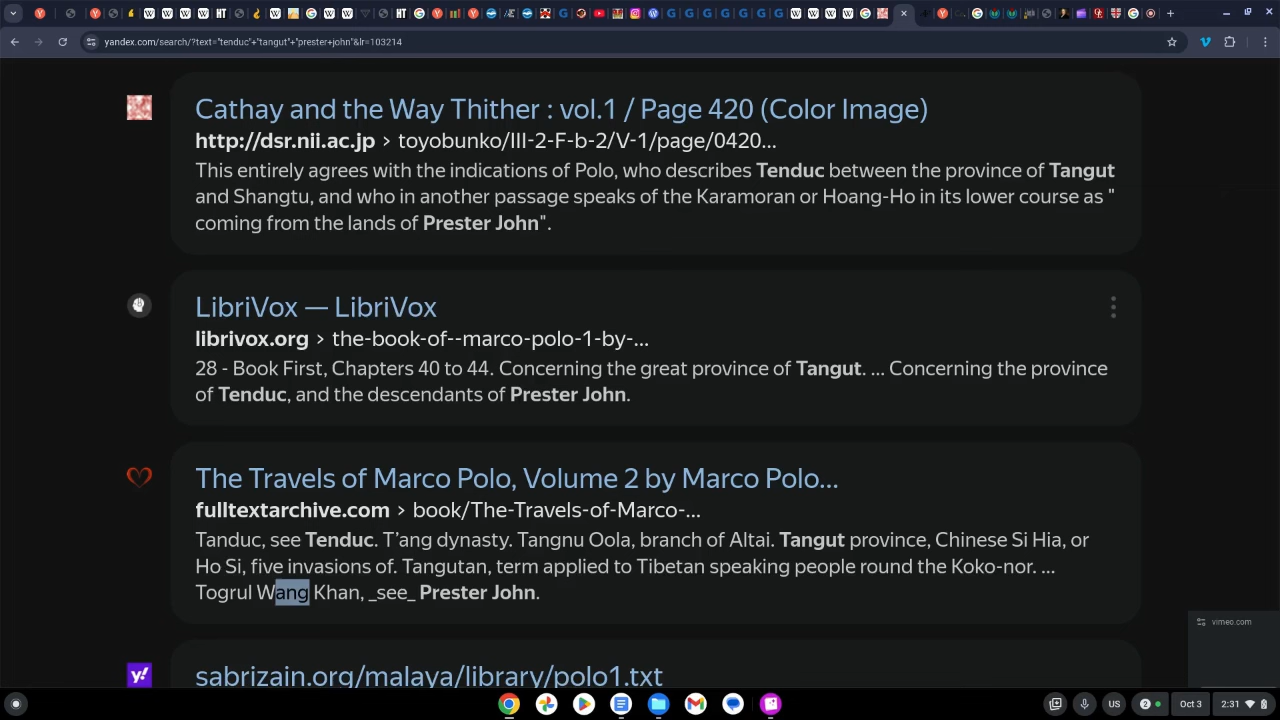 yandex.com/search/?text="tenduc"+"tangut"+"prester+john"&lr=103214
Cathay and the Way Thither : vol.1 / Page 420 (Color Image)
http://dsr.nii.ac.jp › toyobunko/III-2-F-b-2/V-1/page/0420...
This entirely agrees with the indications of Polo, who describes Tenduc between the province of Tangut
and Shangtu, and who in another passage speaks of the Karamoran or Hoang-Ho in its lower course as "
coming from the lands of Prester John".
LibriVox — LibriVox
librivox.org › the-book-of--marco-polo-1-by-...
28 - Book First, Chapters 40 to 44. Concerning the great province of Tangut. ... Concerning the province
of Tenduc, and the descendants of Prester John.
The Travels of Marco Polo, Volume 2 by Marco Polo...
fulltextarchive.com › book/The-Travels-of-Marco-...
Tanduc, see Tenduc. T'ang dynasty. Tangnu Oola, branch of Altai. Tangut province, Chinese Si Hia, or
Ho Si, five invasions of. Tangutan, term applied to Tibetan speaking people round the Koko-nor. ...
Togrul Wang Khan, _see_ Prester John.
vimeo.com
y!
sabrizain.org/malaya/library/polo1.txt
US
2
Oct 3
2:31